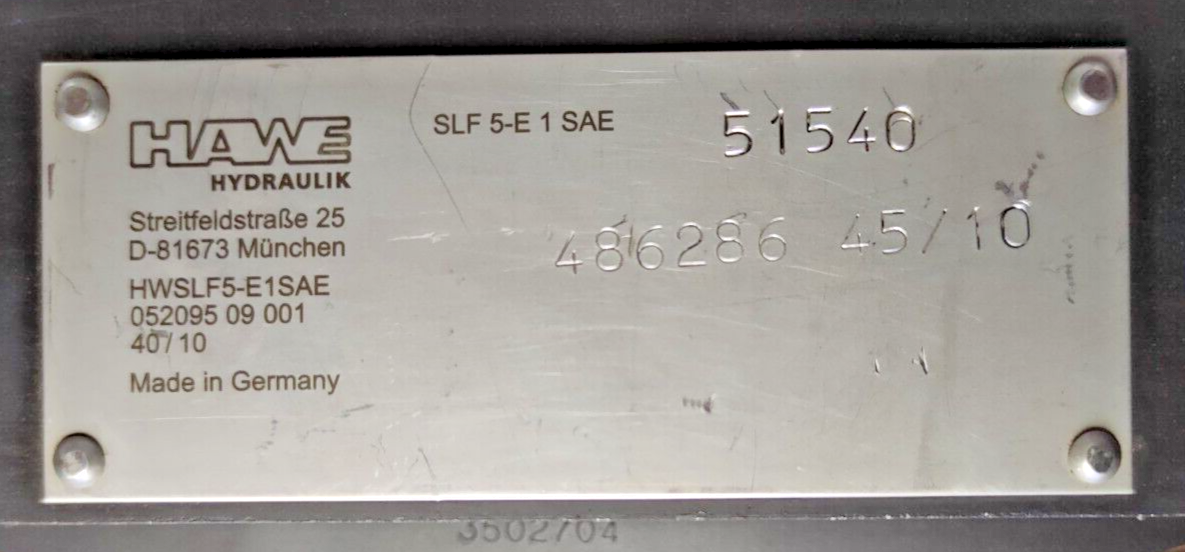 HAWE
HYDRAULIK
Streitfeldstraße 25
D-81673 München
HWSLF5-E1SAE
052095 09 001
40/10
Made in Germany
SLF 5-E 1 SAE
51540
486286 45/10
3502704